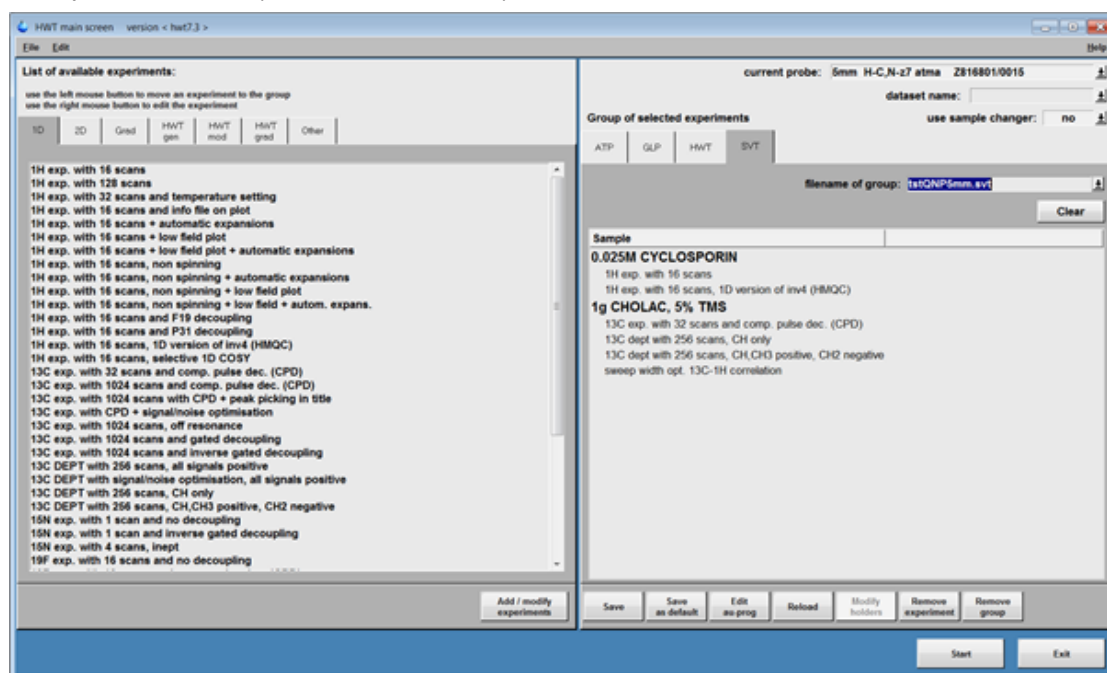 HWT main screen version < hwt7.3 >
File Edit Help
List of available experiments:
use the left mouse button to move an experiment to the group
use the right mouse button to edit the experiment
1D 2D Grad HWT gen HWT mod HWT grad Other
1H exp. with 16 scans
1H exp. with 128 scans
1H exp. with 32 scans and temperature setting
1H exp. with 16 scans and info file on plot
1H exp. with 16 scans + automatic expansions
1H exp. with 16 scans + low field plot
1H exp. with 16 scans + low field plot + automatic expansions
1H exp. with 16 scans, non spinning
1H exp. with 16 scans, non spinning + automatic expansions
1H exp. with 16 scans, non spinning + low field plot
1H exp. with 16 scans, non spinning + low field + autom. expans.
1H exp. with 16 scans and F19 decoupling
1H exp. with 16 scans and P31 decoupling
1H exp. with 16 scans, 1D version of inv4 (HMQC)
1H exp. with 16 scans, selective 1D COSY
13C exp. with 32 scans and comp. pulse dec. (CPD)
13C exp. with 1024 scans and comp. pulse dec. (CPD)
13C exp. with 1024 scans with CPD + peak picking in title
13C exp. with CPD + signal/noise optimisation
13C exp. with 1024 scans, off resonance
13C exp. with 1024 scans and gated decoupling
13C exp. with 1024 scans and inverse gated decoupling
13C DEPT with 256 scans, all signals positive
13C DEPT with signal/noise optimisation, all signals positive
13C DEPT with 256 scans, CH only
13C DEPT with 256 scans, CH,CH3 positive, CH2 negative
15N exp. with 1 scan and no decoupling
15N exp. with 1 scan and inverse gated decoupling
15N exp. with 4 scans, inept
19F exp. with 16 scans and no decoupling
Add / modify experiments
current probe: 5mm H-C,N-z7 atma Z816801/0015
dataset name:
Group of selected experiments use sample changer: no
ATP GLP HWT SVT
filename of group: tstQNP5mm.svt
Clear
Sample
0.025M CYCLOSPORIN
1H exp. with 16 scans
1H exp. with 16 scans, 1D version of inv4 (HMQC)
1g CHOLAC, 5% TMS
13C exp. with 32 scans and comp. pulse dec. (CPD)
13C dept with 256 scans, CH only
13C dept with 256 scans, CH,CH3 positive, CH2 negative
sweep width opt. 13C-1H correlation
Save Save as default Edit au-prog Reload Modify holders Remove experiment Remove group
Start Exit